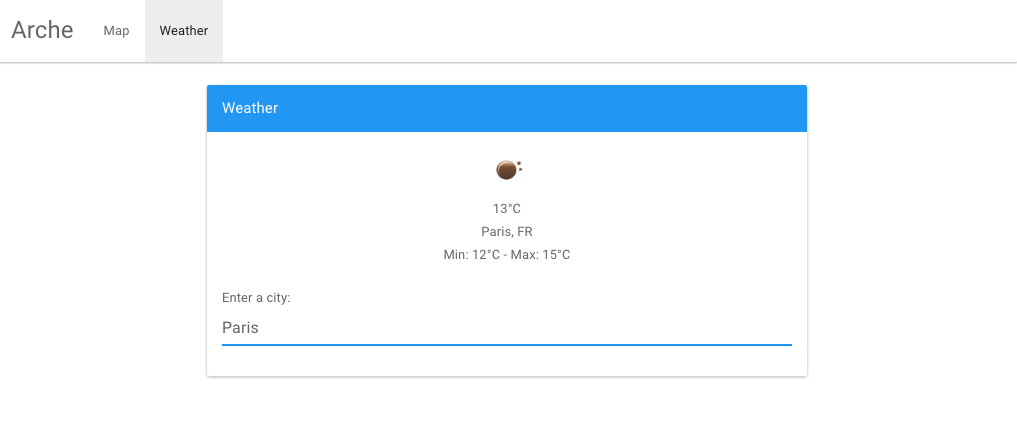 Arche Map Weather
Weather
13°C
Paris, FR
Min: 12°C - Max: 15°C
Enter a city:
Paris